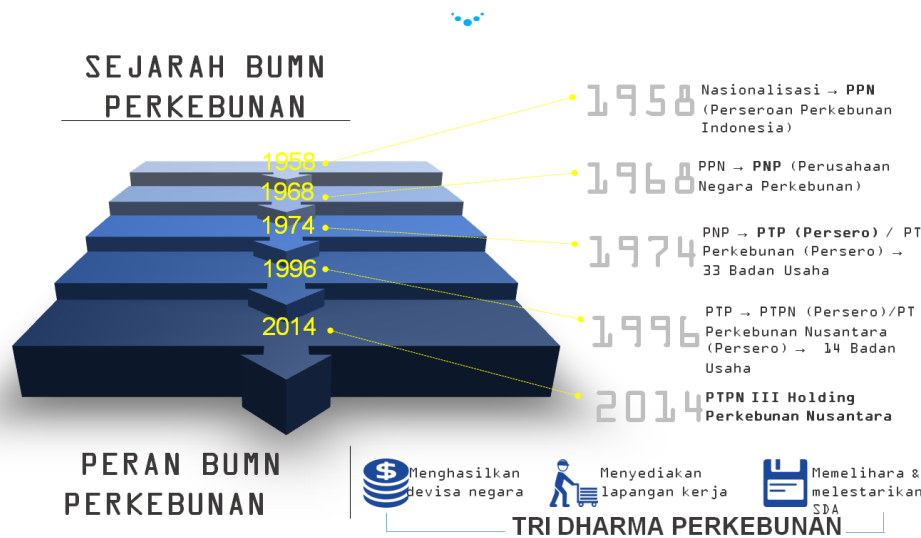 SEJARAH BUMN
PERKEBUNAN
1958
1968
1974
1996
2014
1958
Nasionalisasi → PPN
(Perseroan Perkebunan
Indonesia)
1968
PPN → PNP (Perusahaan
Negara Perkebunan)
1974
PNP → PTP (Persero) / PT
Perkebunan (Persero) →
33 Badan Usaha
1996
PTP → PTPN (Persero)/PT
Perkebunan Nusantara
(Persero) → 14 Badan
Usaha
2014
PTPN III Holding
Perkebunan Nusantara
PERAN BUMN
PERKEBUNAN
$
Menghasilkan
devisa negara
Menyediakan
lapangan kerja
Memelihara &
melestarikan
SDA
TRI DHARMA PERKEBUNAN